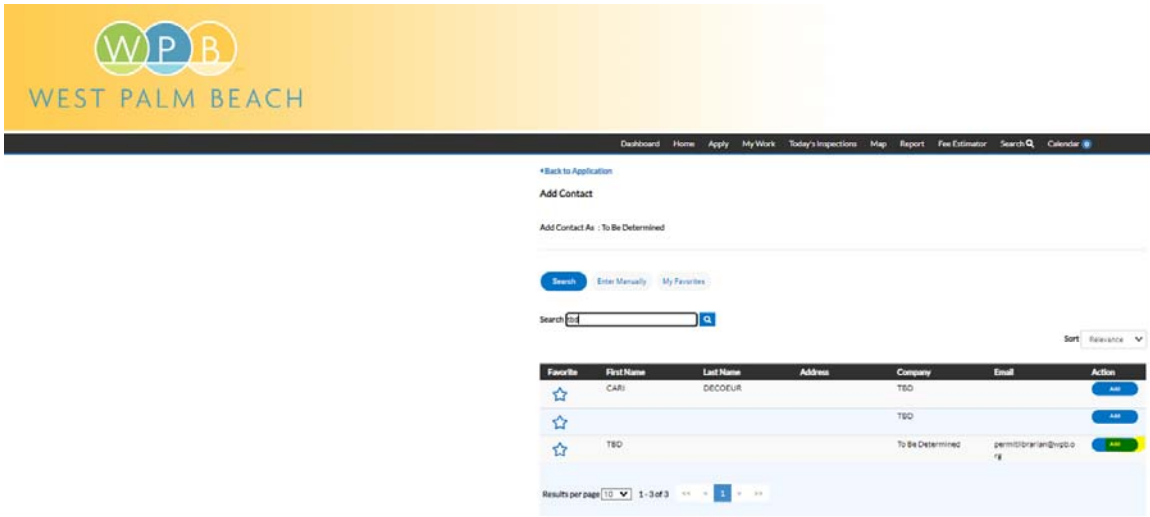 WPB
WEST PALM BEACH
Dashboard Home Apply My Work Today's Inspections Map Report Fee Estimator Search Calendar 0
Back to Application
Add Contact
Add Contact As : To Be Determined
Search Enter Manually My Favorites
Search tbd
Sort Relevance
Favorite First Name Last Name Address Company Email Action
CARI DECOEUR TBD Add
TBD Add
TBD To Be Determined permitlibrarian@wpb.o Add
rg
Results per page 10 1 - 3 of 3 << < 1 > >>